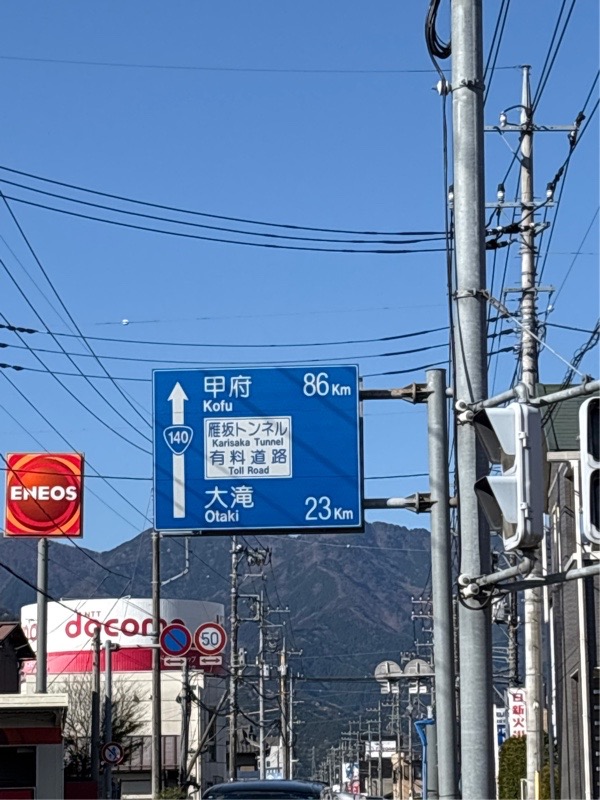 甲府 86Km
Kofu
140
雁坂トンネル
Karisaka Tunnel
有料道路
Toll Road
大滝 23Km
Otaki
ENEOS
NTT
docomo
50